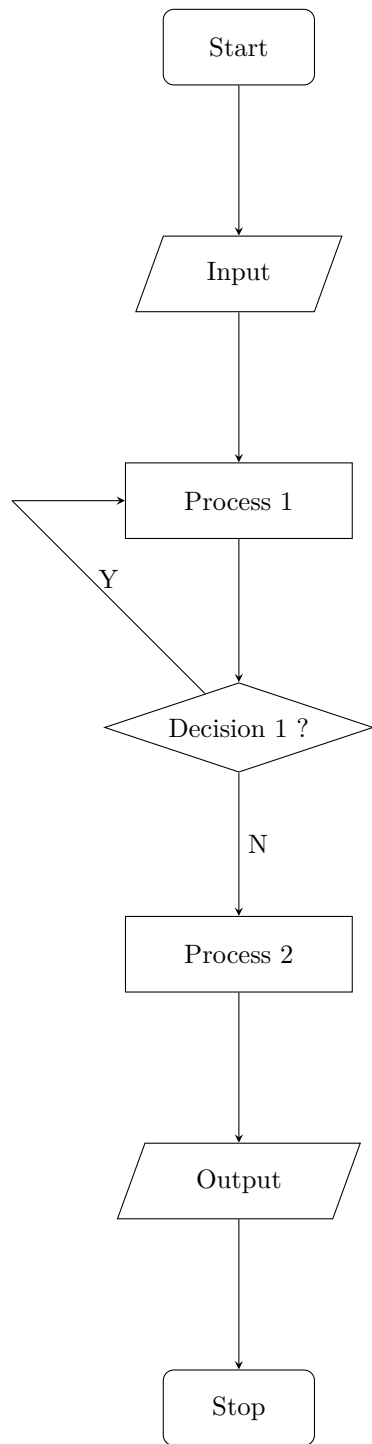 Start
Input
Process 1
Y
Decision 1 ?
N
Process 2
Output
Stop